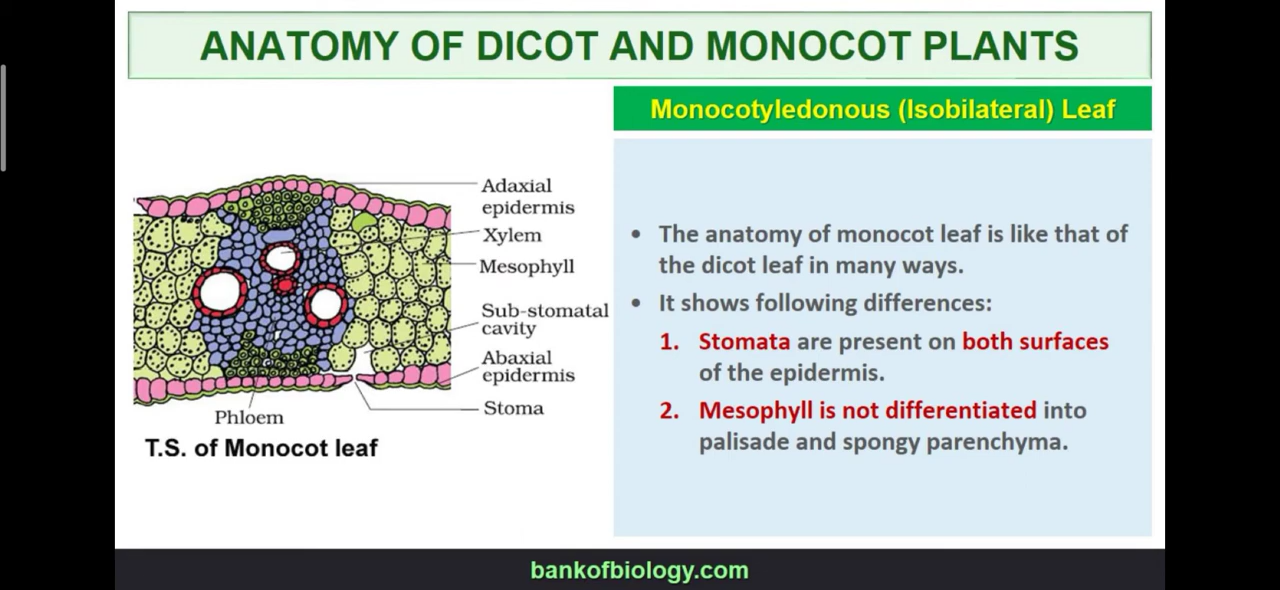 ANATOMY OF DICOT AND MONOCOT PLANTS
Monocotyledonous (Isobilateral) Leaf
Adaxial
epidermis
Xylem
Mesophyll
Sub-stomatal
cavity
Abaxial
epidermis
Stoma
Phloem
T.S. of Monocot leaf
• The anatomy of monocot leaf is like that of
the dicot leaf in many ways.
• It shows following differences:
1. Stomata are present on both surfaces
of the epidermis.
2. Mesophyll is not differentiated into
palisade and spongy parenchyma.
bankofbiology.com